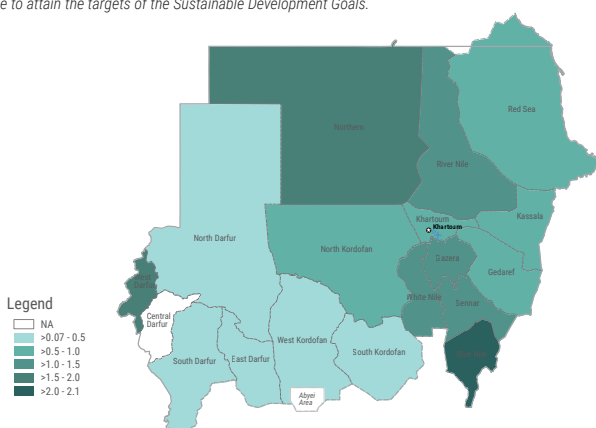 e to attain the targets of the Sustainable Development Goals.
Red Sea
Northern
River Nile
Kassala
Khartoum
Khartoum
North Darfur
North Kordofan
Gazera
Gedaref
West
Darfur
White Nile
Sennar
Central
Darfur
West Kordofan
South Kordofan
South Darfur
East Darfur
Abyei
Area
Legend
NA
>0.07 - 0.5
>0.5 - 1.0
>1.0 - 1.5
>1.5 - 2.0
>2.0 - 2.1